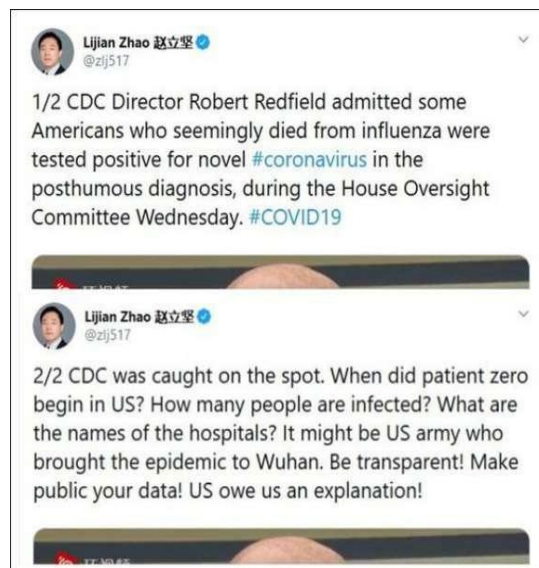 Lijian Zhao 赵立坚
@zlj517
1/2 CDC Director Robert Redfield admitted some
Americans who seemingly died from influenza were
tested positive for novel #coronavirus in the
posthumous diagnosis, during the House Oversight
Committee Wednesday. #COVID19
Lijian Zhao 赵立坚
@zlj517
2/2 CDC was caught on the spot. When did patient zero
begin in US? How many people are infected? What are
the names of the hospitals? It might be US army who
brought the epidemic to Wuhan. Be transparent! Make
public your data! US owe us an explanation!